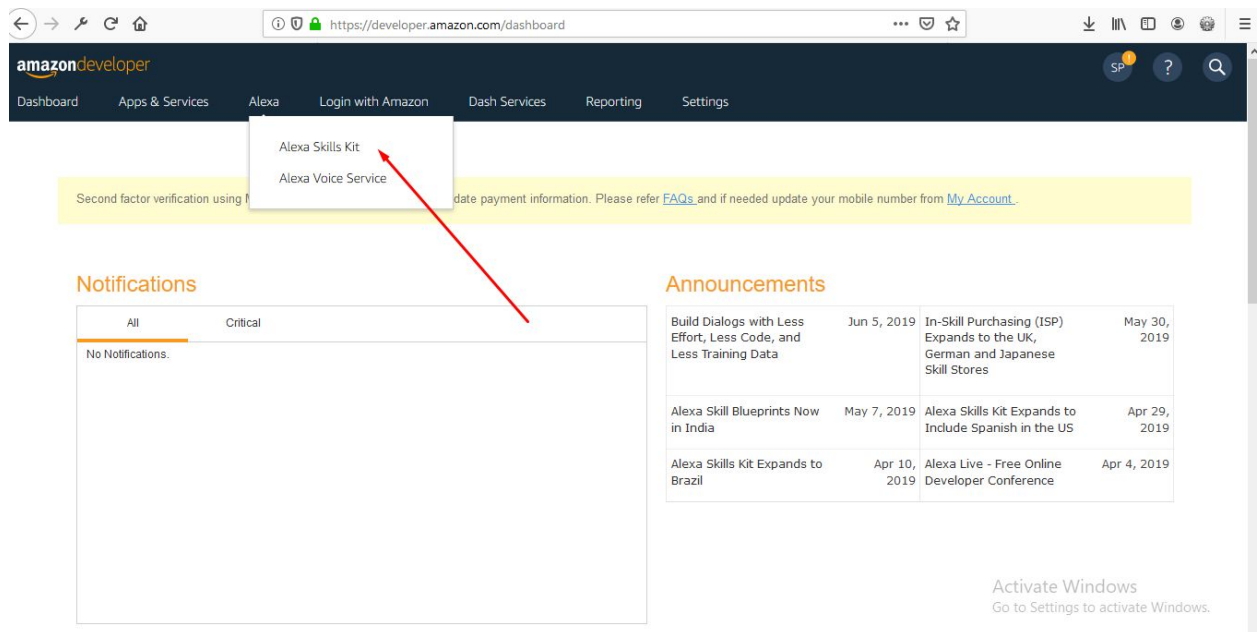 https://developer.amazon.com/dashboard
amazondeveloper
SP
!
?
Dashboard Apps & Services Alexa Login with Amazon Dash Services Reporting Settings
Alexa Skills Kit
Alexa Voice Service
Second factor verification using date payment information. Please refer FAQs and if needed update your mobile number from My Account .
Notifications
All Critical
No Notifications.
Announcements
Build Dialogs with Less Jun 5, 2019
Effort, Less Code, and
Less Training Data
In-Skill Purchasing (ISP) May 30,
Expands to the UK, 2019
German and Japanese
Skill Stores
Alexa Skill Blueprints Now May 7, 2019
in India
Alexa Skills Kit Expands to Apr 29,
Include Spanish in the US 2019
Alexa Skills Kit Expands to Apr 10,
Brazil 2019
Alexa Live - Free Online Apr 4, 2019
Developer Conference
Activate Windows
Go to Settings to activate Windows.